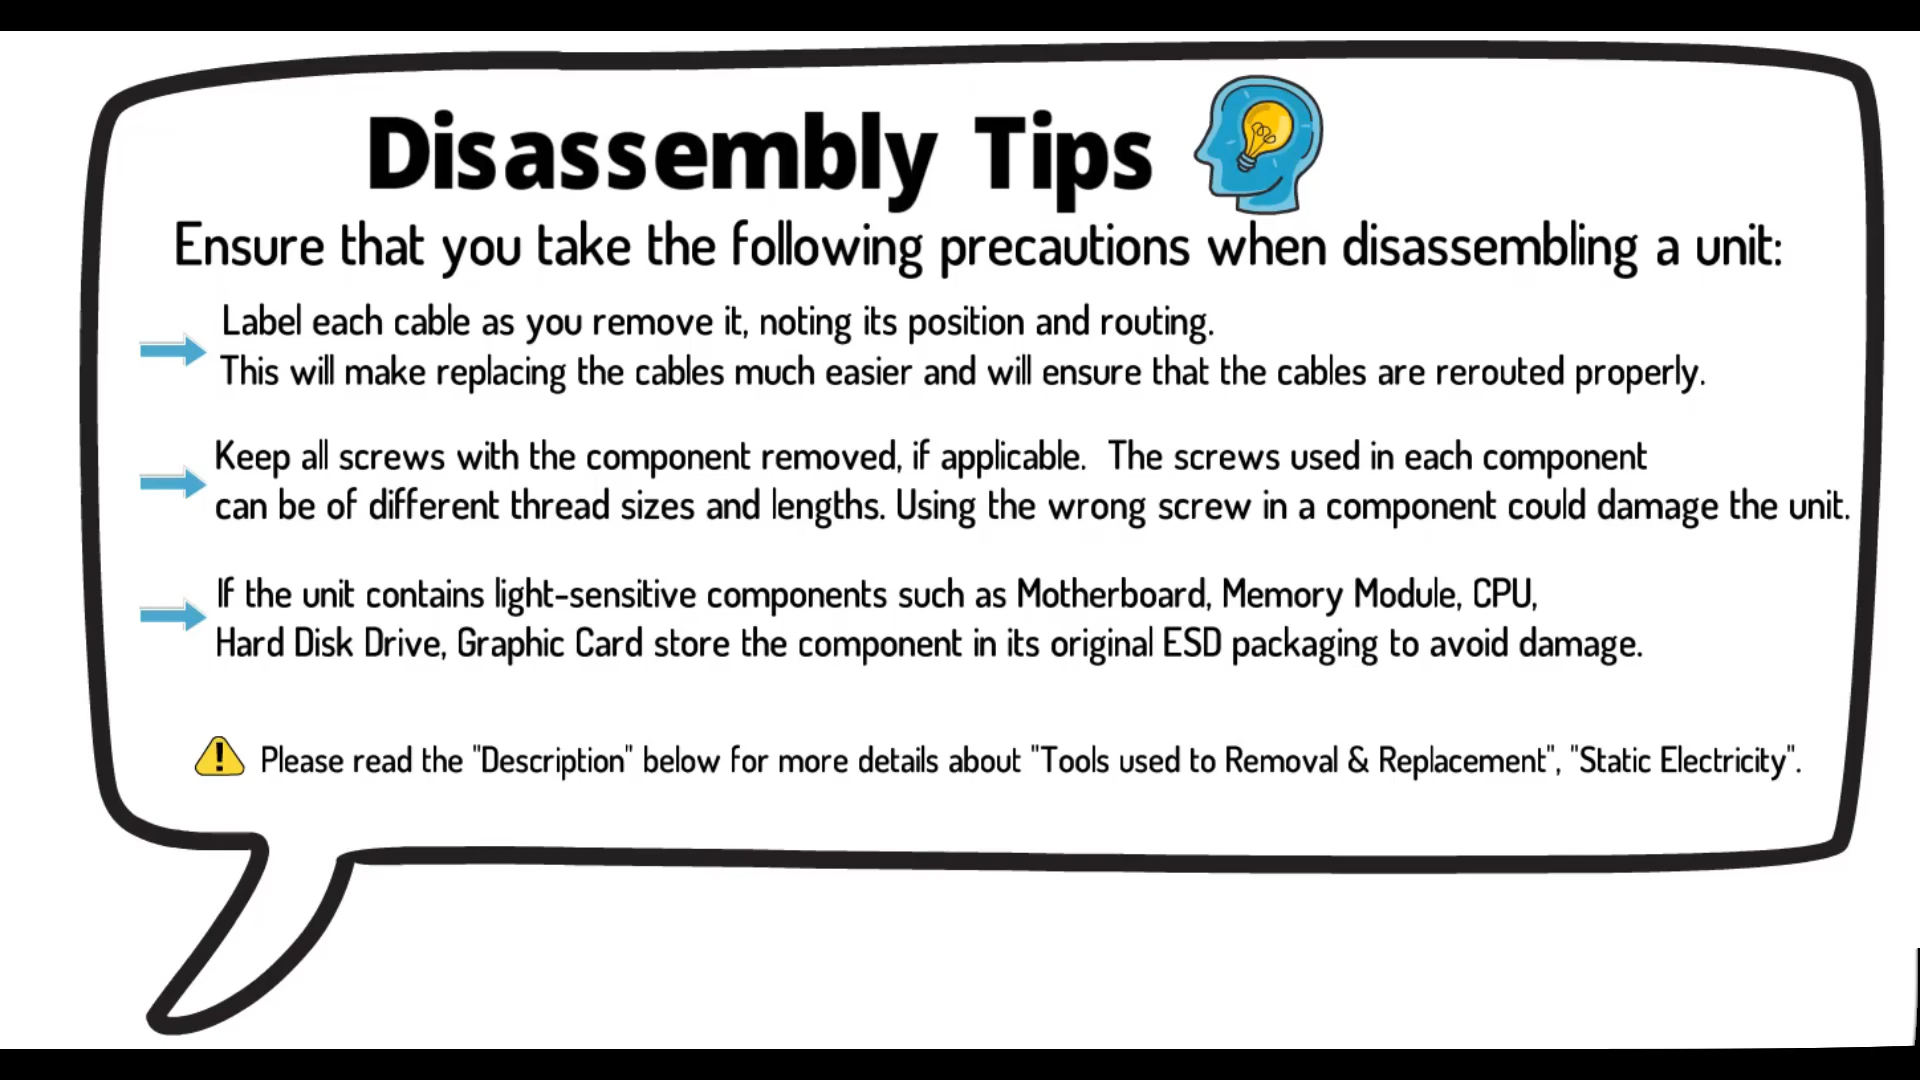 Disassembly Tips
Ensure that you take the following precautions when disassembling a unit:
Label each cable as you remove it, noting its position and routing.
This will make replacing the cables much easier and will ensure that the cables are rerouted properly.
Keep all screws with the component removed, if applicable. The screws used in each component
can be of different thread sizes and lengths. Using the wrong screw in a component could damage the unit.
If the unit contains light-sensitive components such as Motherboard, Memory Module, CPU,
Hard Disk Drive, Graphic Card store the component in its original ESD packaging to avoid damage.
Please read the "Description" below for more details about "Tools used to Removal & Replacement", "Static Electricity".